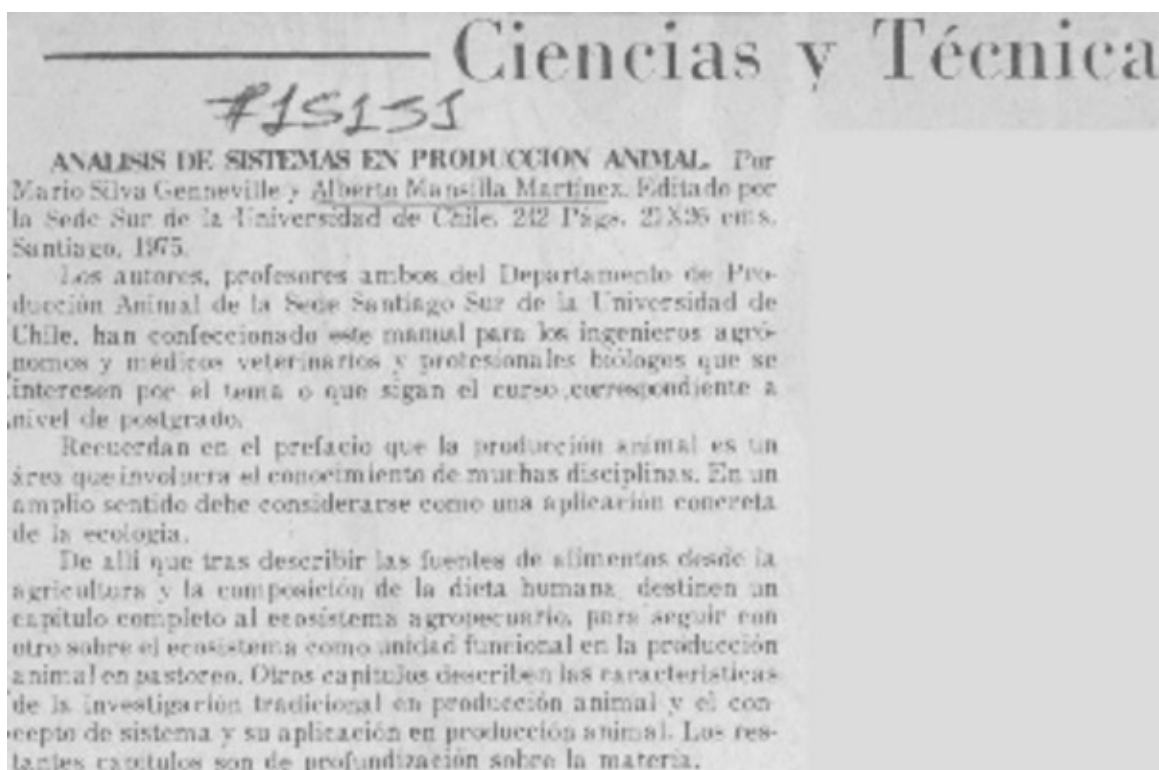 Ciencias y Técnica
715151
ANALISIS DE SISTEMAS EN PRODUCCION ANIMAL. Por
Mario Silva Genneville y Alberto Mansilla Martínez. Editado por
la Sede Sur de la Universidad de Chile. 242 Págs. cms.
Santiago, 1975.
Los autores, profesores ambos del Departamento de Pro-
ducción Animal de la Sede Santiago Sur de la Universidad de
Chile, han confeccionado este manual para los ingenieros agró-
nomos y médicos veterinarios y profesionales biólogos que se
interesen por el tema o que sigan el curso correspondiente a
nivel de postgrado.
Recuerdan en el prefacio que la producción animal es un
área que involucra el conocimiento de muchas disciplinas. En un
amplio sentido debe considerarse como una aplicación concreta
de la ecología.
De allí que tras describir las fuentes de alimentos desde la
agricultura y la composición de la dieta humana, destinen un
capítulo completo al ecosistema agropecuario, para seguir con
otro sobre el ecosistema como unidad funcional en la producción
animal en pastoreo. Otros capítulos describen las características
de la investigación tradicional en producción animal y el con-
cepto de sistema y su aplicación en producción animal. Los res-
tantes capítulos son de profundización sobre la materia.